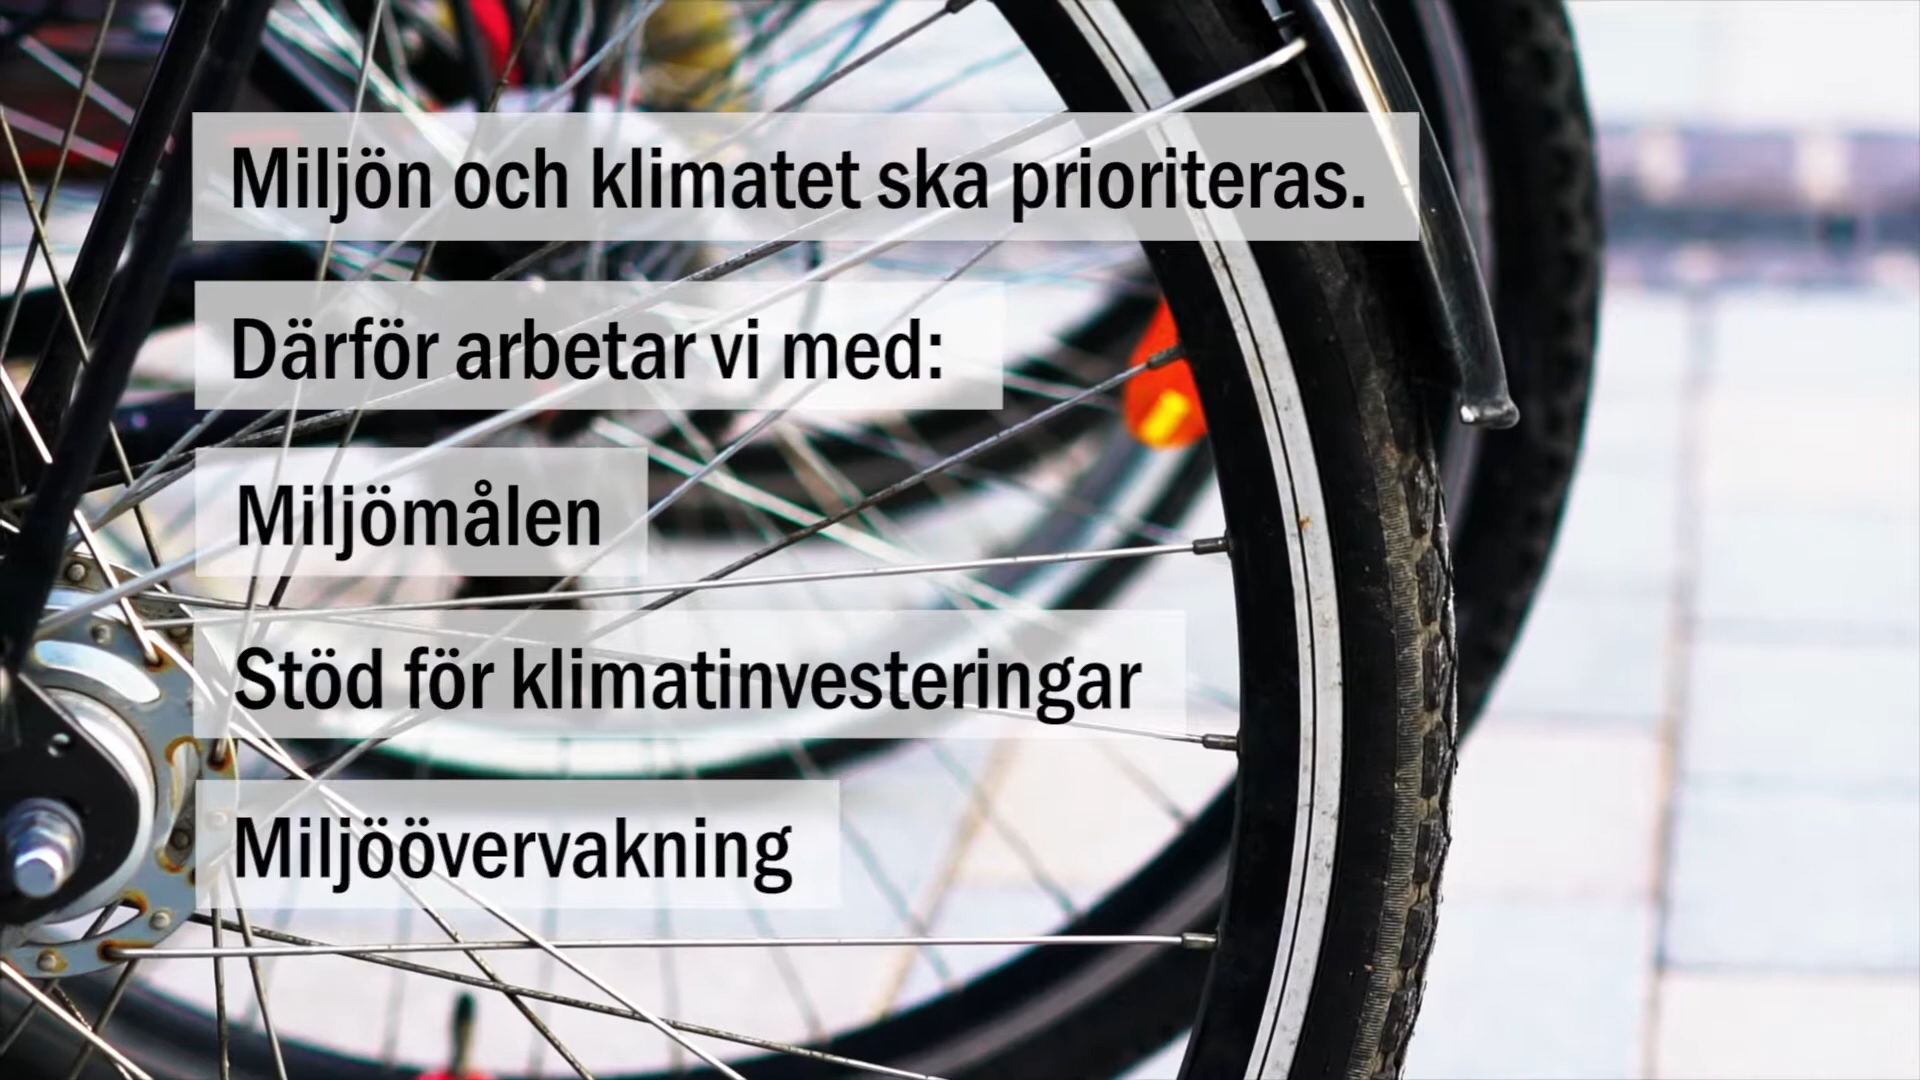 Miljön och klimatet ska prioriteras.
Därför arbetar vi med:
Miljömålen
Stöd för klimatinvesteringar
Miljöövervakning